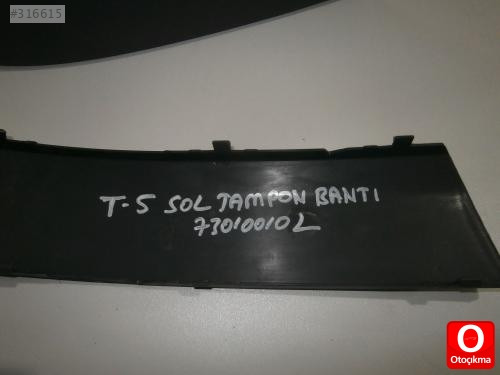 #316615
T-5 SOL TAMPON BANTI
73010010L
O
Otoçıkma